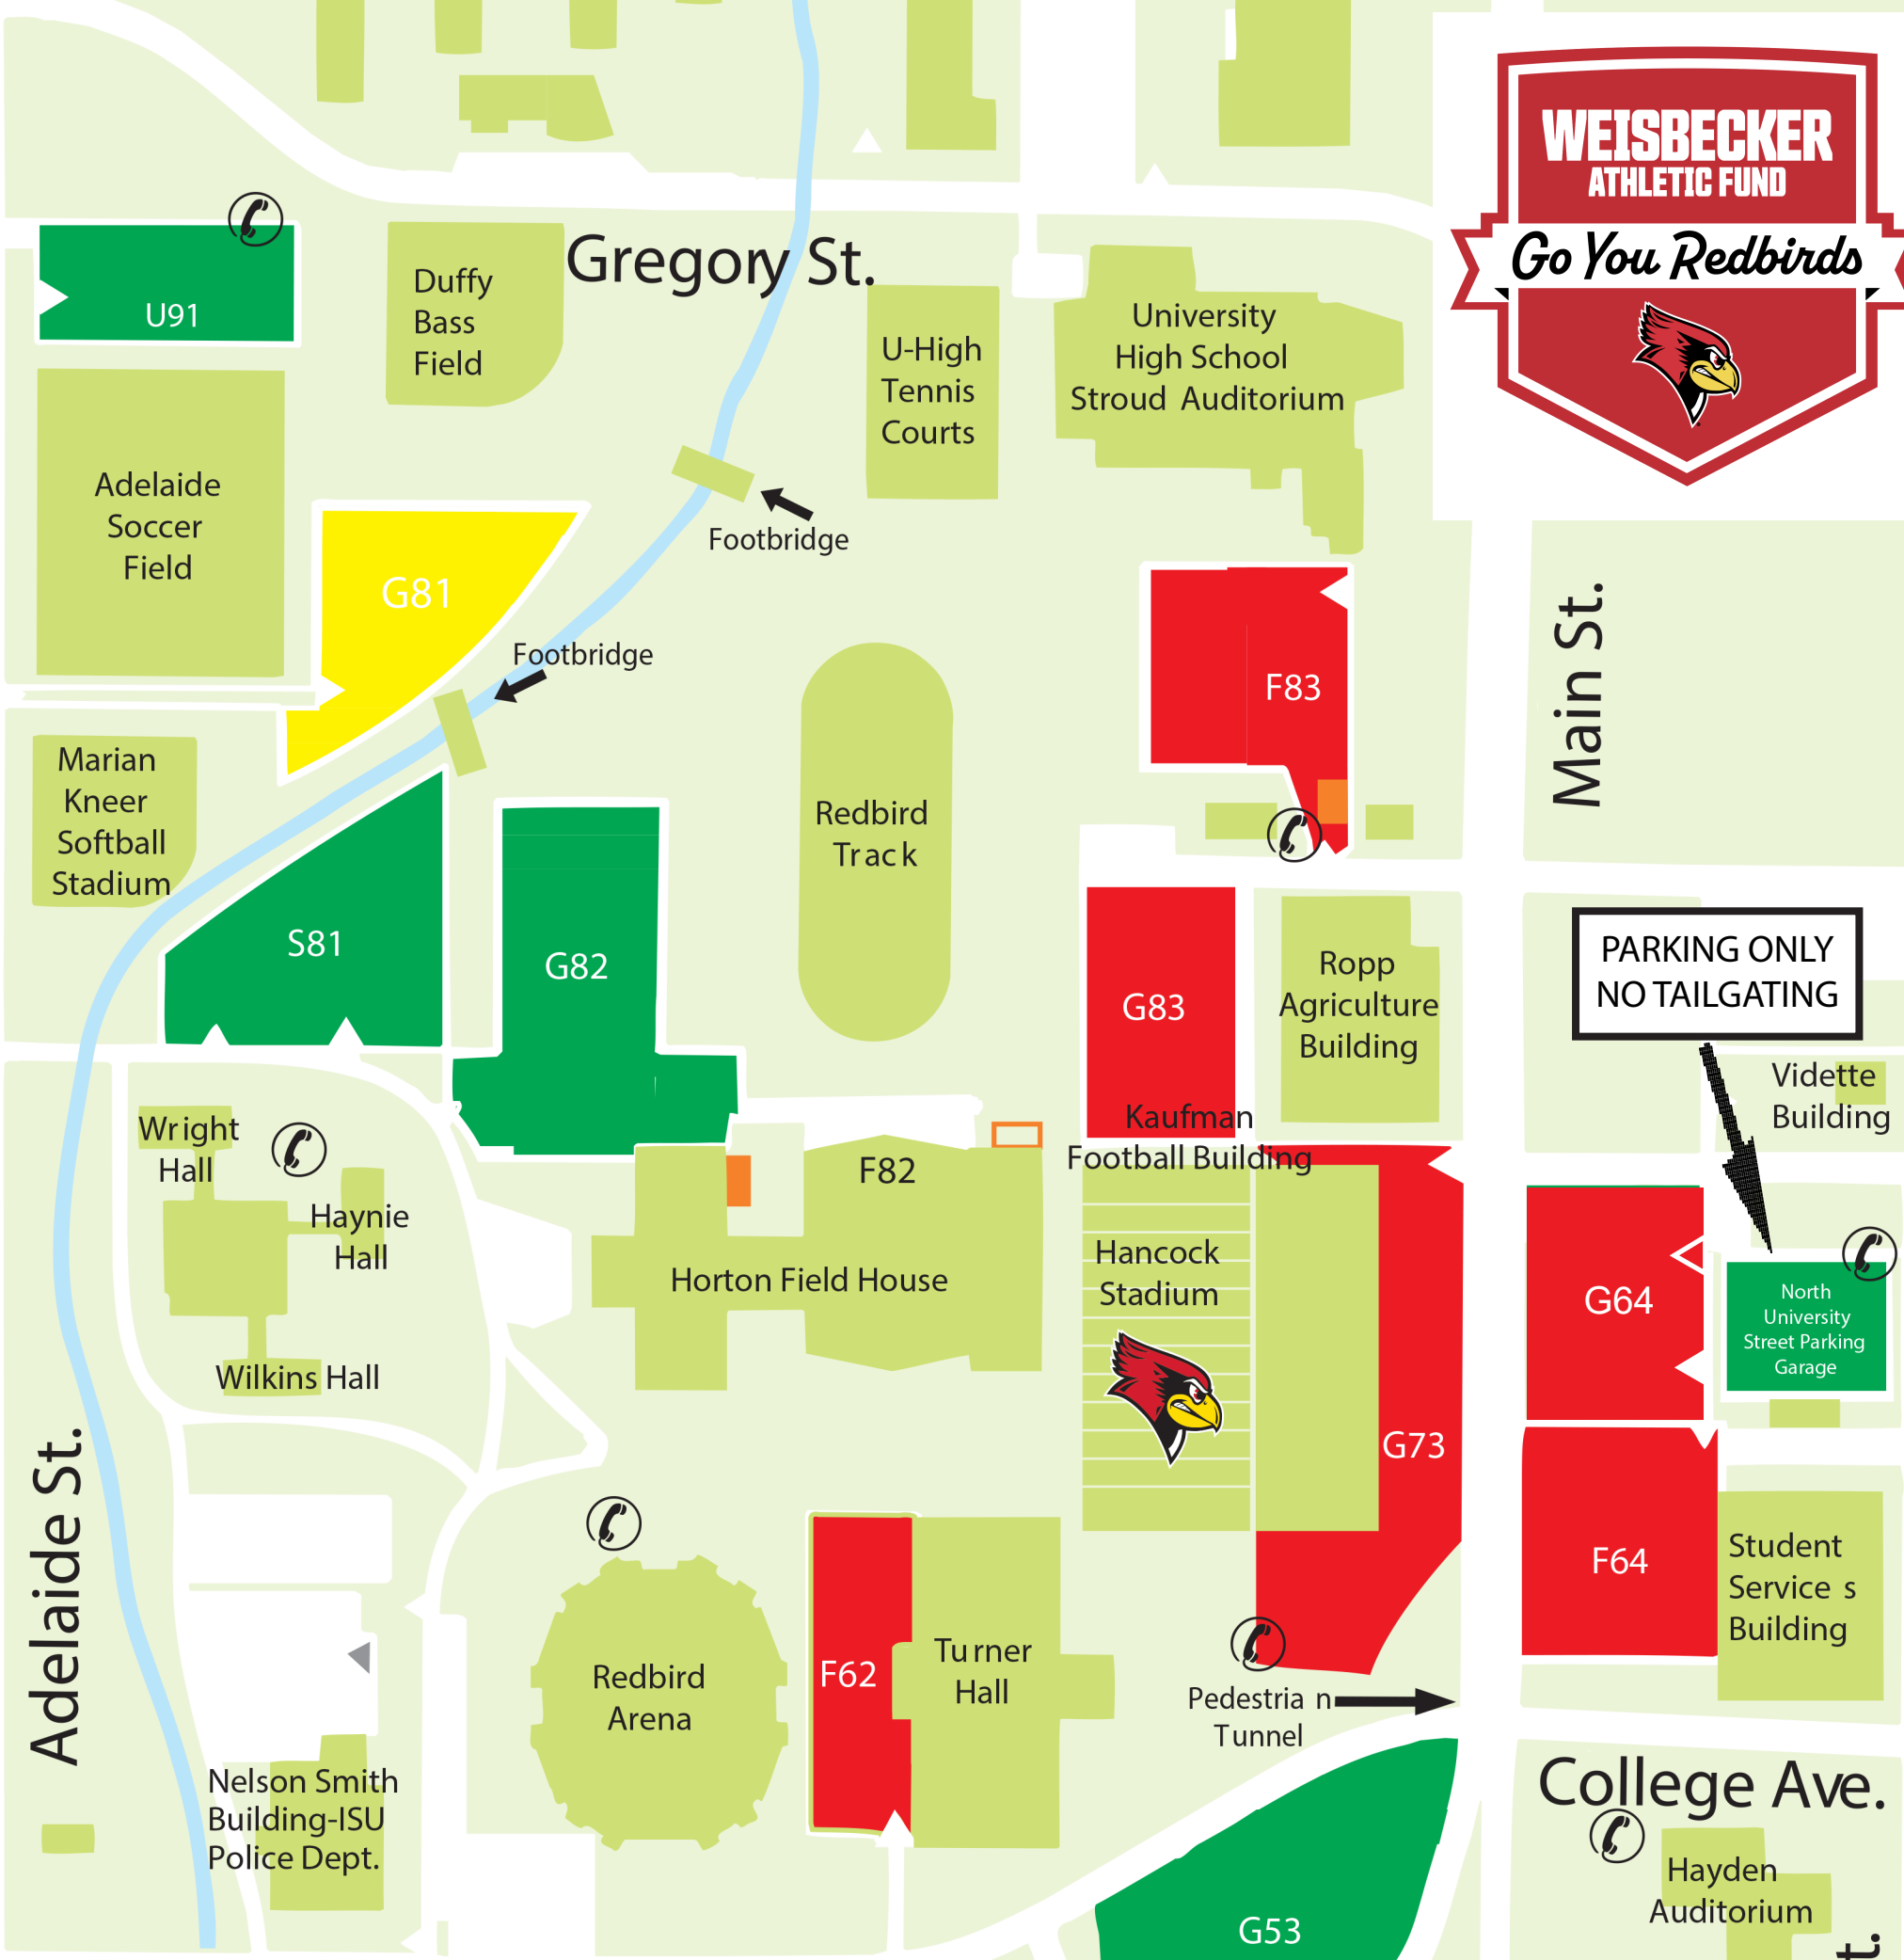 WEISBECKER
ATHLETIC FUND
Go You Redbirds
Gregory St.
U91
Duffy
Bass
Field
U-High
Tennis
Courts
University
High School
Stroud Auditorium
Adelaide
Soccer
Field
G81
Footbridge
Footbridge
F83
Main St.
Marian
Kneer
Softball
Stadium
Redbird
Track
S81
G82
G83
Ropp
Agriculture
Building
PARKING ONLY
NO TAILGATING
Vidette
Building
Wright
Hall
Haynie
Hall
Wilkins Hall
F82
Horton Field House
Kaufman
Football Building
Hancock
Stadium
G73
G64
North
University
Street Parking
Garage
F64
Student
Service s
Building
Adelaide St.
Redbird
Arena
F62
Turner
Hall
Pedestria n
Tunnel
Nelson Smith
Building-ISU
Police Dept.
College Ave.
G53
Hayden
Auditorium
t.